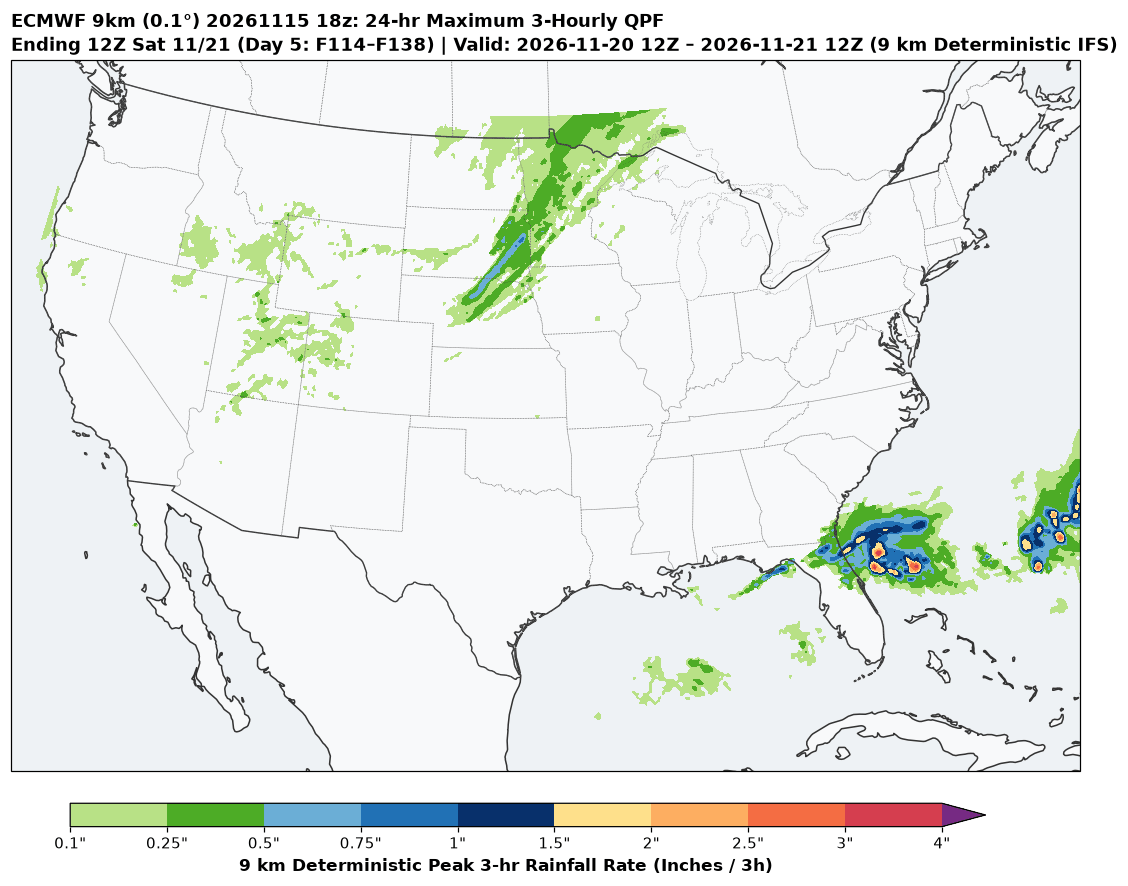 ECMWF 9km (0.1°) 20261115 18z: 24-hr Maximum 3-Hourly QPF
Ending 12Z Sat 11/21 (Day 5: F114–F138) | Valid: 2026-11-20 12Z – 2026-11-21 12Z (9 km Deterministic IFS)
0.1" 0.25" 0.5" 0.75" 1" 1.5" 2" 2.5" 3" 4"
9 km Deterministic Peak 3-hr Rainfall Rate (Inches / 3h)